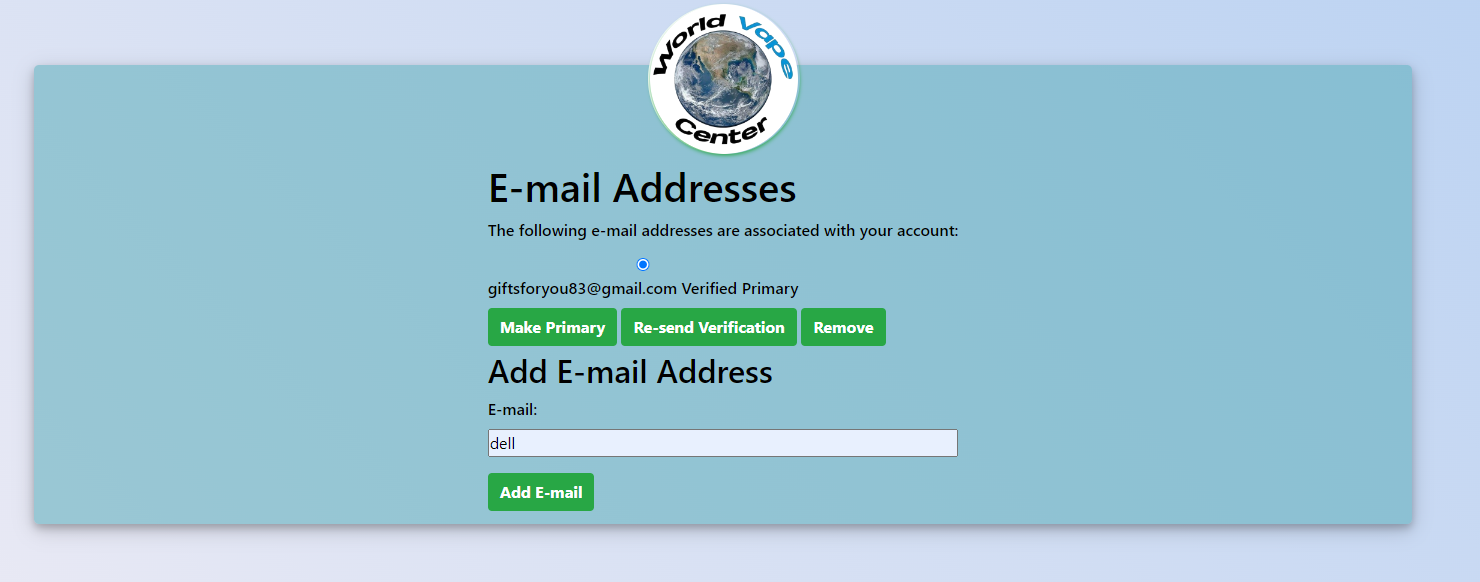 World Vape
Center
E-mail Addresses
The following e-mail addresses are associated with your account:
giftsforyou83@gmail.com Verified Primary
Make Primary Re-send Verification Remove
Add E-mail Address
E-mail:
dell
Add E-mail